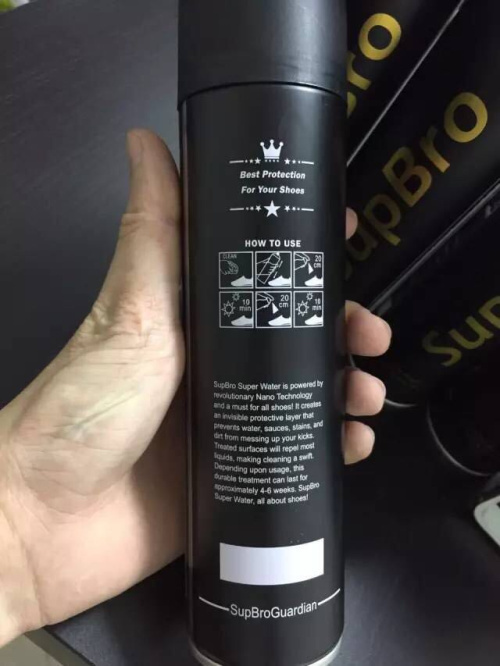 Best Protection
For Your Shoes
HOW TO USE
CLEAN
20
cm
10
min
20
cm
min
SupBro Super Water is powered by
revolutionary Nano Technology
and a must for all shoes! It creates
an invisible protective layer that
prevents water, sauces, stains, and
dirt from messing up your kicks.
Treated surfaces will repel most
liquids, making cleaning a swift.
Depending upon usage, this
durable treatment can last for
approximately 4-6 weeks. SupBro
Super Water, all about shoes!
SupBroGuardian
Bro
SupBro
SupBro